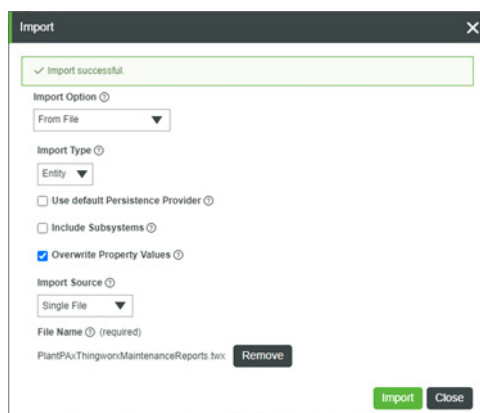 Import
Import successful.
Import Option
From File
Import Type
Entity
Use default Persistence Provider
Include Subsystems
Overwrite Property Values
Import Source
Single File
File Name (required)
PlantPAxThingworxMaintenanceReports.twx Remove
Import Close